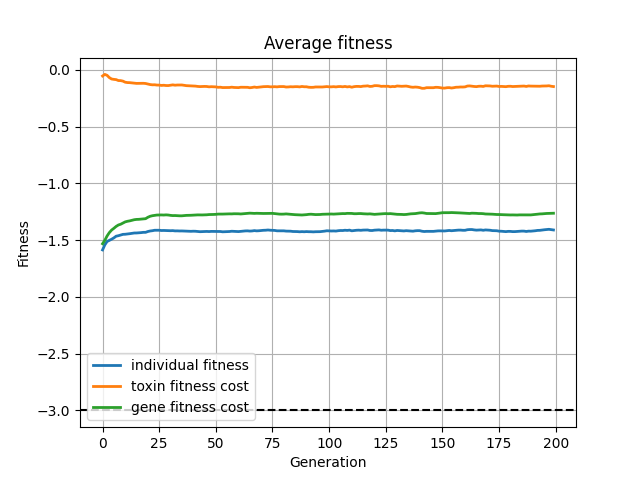 Average fitness
Fitness
0.0
−0.5
−1.0
−1.5
−2.0
−2.5
−3.0
individual fitness
toxin fitness cost
gene fitness cost
0 25 50 75 100 125 150 175 200
Generation